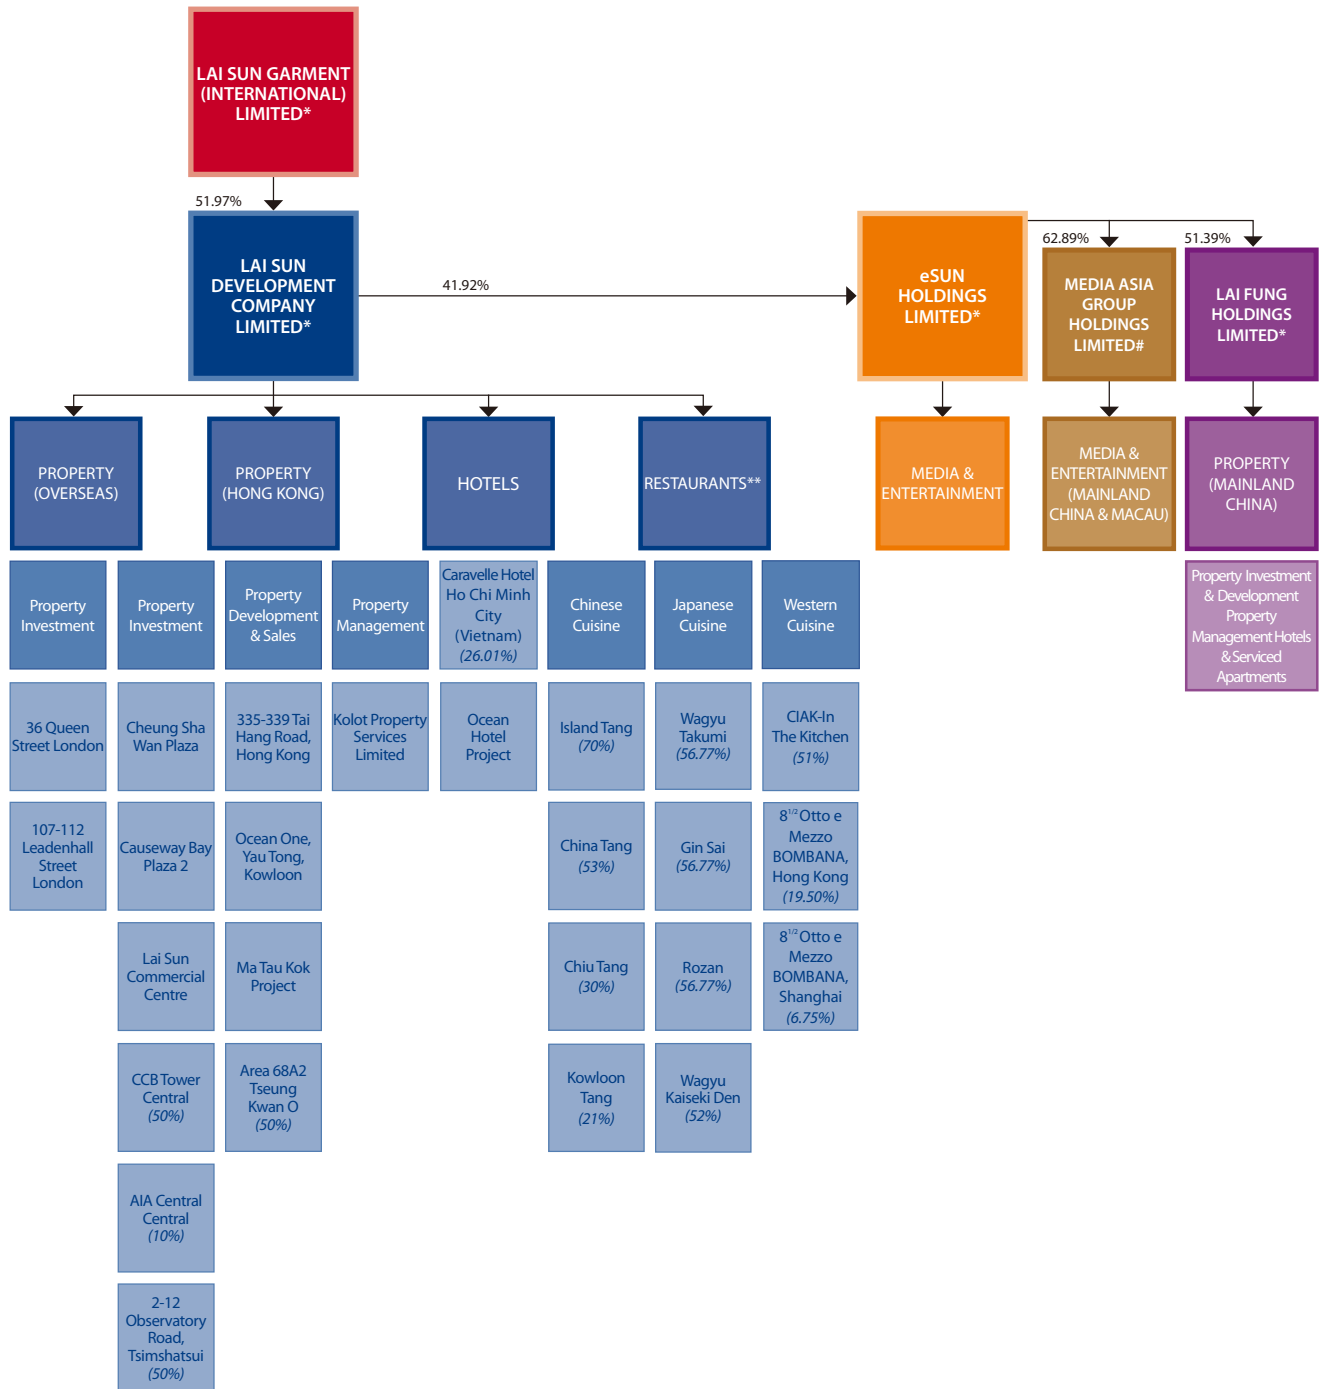 LAI SUN GARMENT
(INTERNATIONAL)
LIMITED*
51.97%
LAI SUN
DEVELOPMENT
COMPANY
LIMITED*
41.92%
eSUN
HOLDINGS
LIMITED*
62.89%
MEDIA ASIA
GROUP
HOLDINGS
LIMITED#
51.39%
LAI FUNG
HOLDINGS
LIMITED*
PROPERTY
(OVERSEAS)
PROPERTY
(HONG KONG)
HOTELS
RESTAURANTS**
MEDIA &
ENTERTAINMENT
MEDIA &
ENTERTAINMENT
(MAINLAND
CHINA & MACAU)
PROPERTY
(MAINLAND
CHINA)
Property
Investment
Property
Investment
Property
Development
& Sales
Property
Management
Caravelle Hotel
Ho Chi Minh
City
(Vietnam)
(26.01%)
Chinese
Cuisine
Japanese
Cuisine
Western
Cuisine
Property Investment
& Development
Property
Management Hotels
& Serviced
Apartments
36 Queen
Street London
Cheung Sha
Wan Plaza
335-339 Tai
Hang Road,
Hong Kong
Kolot Property
Services
Limited
Ocean
Hotel
Project
Island Tang
(70%)
Wagyu
Takumi
(56.77%)
CIAK-In
The Kitchen
(51%)
107-112
Leadenhall
Street
London
Causeway Bay
Plaza 2
Ocean One,
Yau Tong,
Kowloon
China Tang
(53%)
Gin Sai
(56.77%)
8 1/2 Otto e
Mezzo
BOMBANA,
Hong Kong
(19.50%)
Lai Sun
Commercial
Centre
Ma Tau Kok
Project
Chiu Tang
(30%)
Rozan
(56.77%)
8 1/2 Otto e
Mezzo
BOMBANA,
Shanghai
(6.75%)
CCB Tower
Central
(50%)
Area 68A2
Tseung
Kwan O
(50%)
Kowloon
Tang
(21%)
Wagyu
Kaiseki Den
(52%)
AIA Central
Central
(10%)
2-12
Observatory
Road,
Tsimshatsui
(50%)